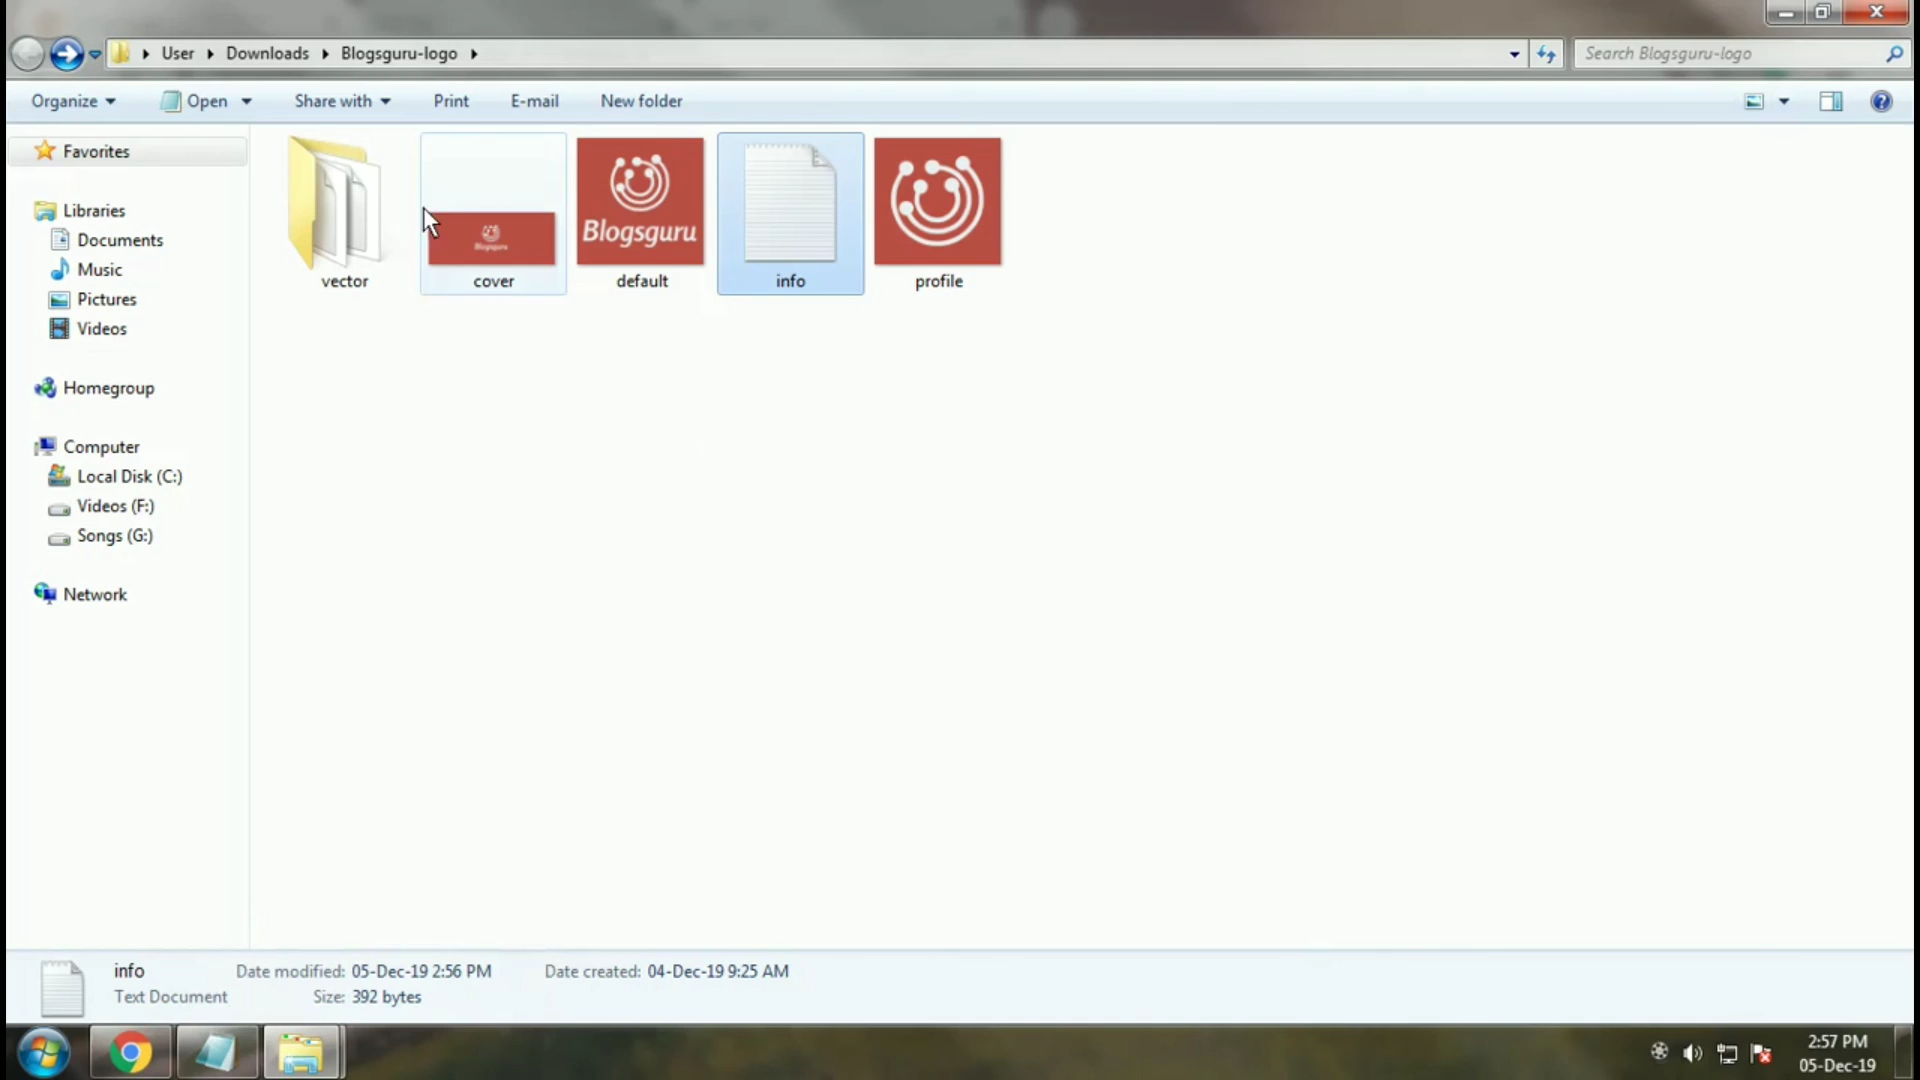 User Downloads Blogsguru-logo
Search Blogsguru-logo
Organize Open Share with Print E-mail New folder
Favorites
Libraries
Documents
Music
Pictures
Videos
Homegroup
Computer
Local Disk (C:)
Videos (F:)
Songs (G:)
Network
Blogsguru
Blogsguru
vector cover default info profile
info Date modified: 05-Dec-19 2:56 PM Date created: 04-Dec-19 9:25 AM
Text Document Size: 392 bytes
2:57 PM
05-Dec-19